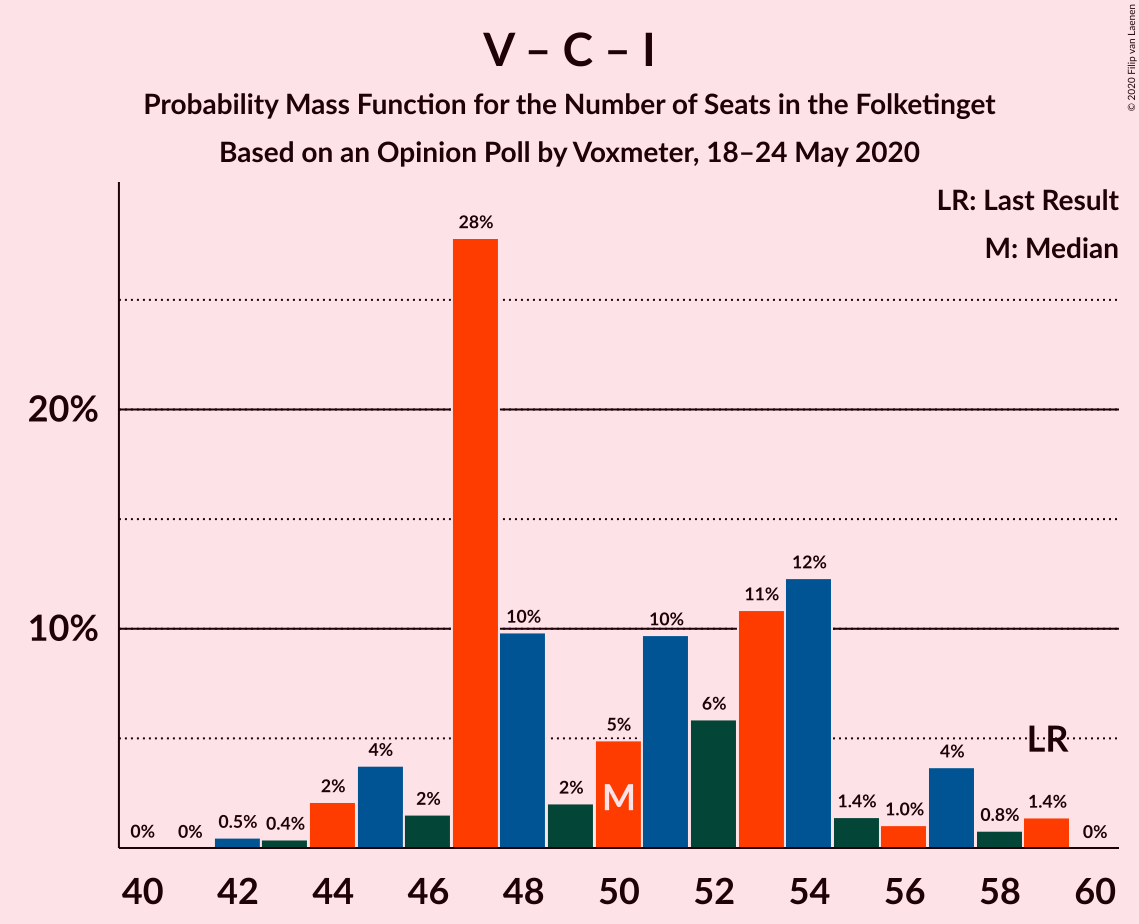 V – C – I
Probability Mass Function for the Number of Seats in the Folketinget
Based on an Opinion Poll by Voxmeter, 18–24 May 2020
© 2020 Filip van Laenen
LR: Last Result
M: Median
28%
20%
12%
11%
10%
10%
10%
6%
5%
LR
4%
4%
M
2%
2%
2%
1.4%
1.0%
0.8%
1.4%
0%
0%
0.5%
0.4%
0%
40 42 44 46 48 50 52 54 56 58 60